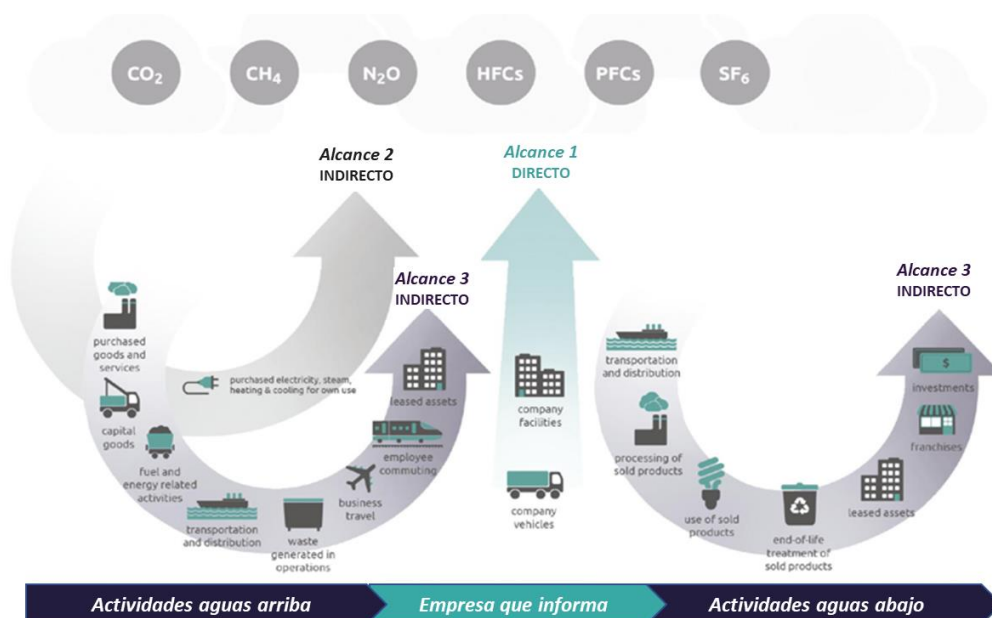 CO₂
CH₄
N₂O
HFCs
PFCs
SF₆
Alcance 2
INDIRECTO
Alcance 1
DIRECTO
Alcance 3
INDIRECTO
Alcance 3
INDIRECTO
purchased
goods and
services
capital
goods
fuel and
energy related
activities
purchased electricity, steam,
heating & cooling for own use
transportation
and distribution
waste
generated in
operations
business
travel
employee
commuting
leased assets
company
facilities
company
vehicles
transportation
and distribution
processing of
sold products
use of sold
products
end-of-life
treatment of
sold products
leased assets
franchises
$
investments
Actividades aguas arriba
Empresa que informa
Actividades aguas abajo